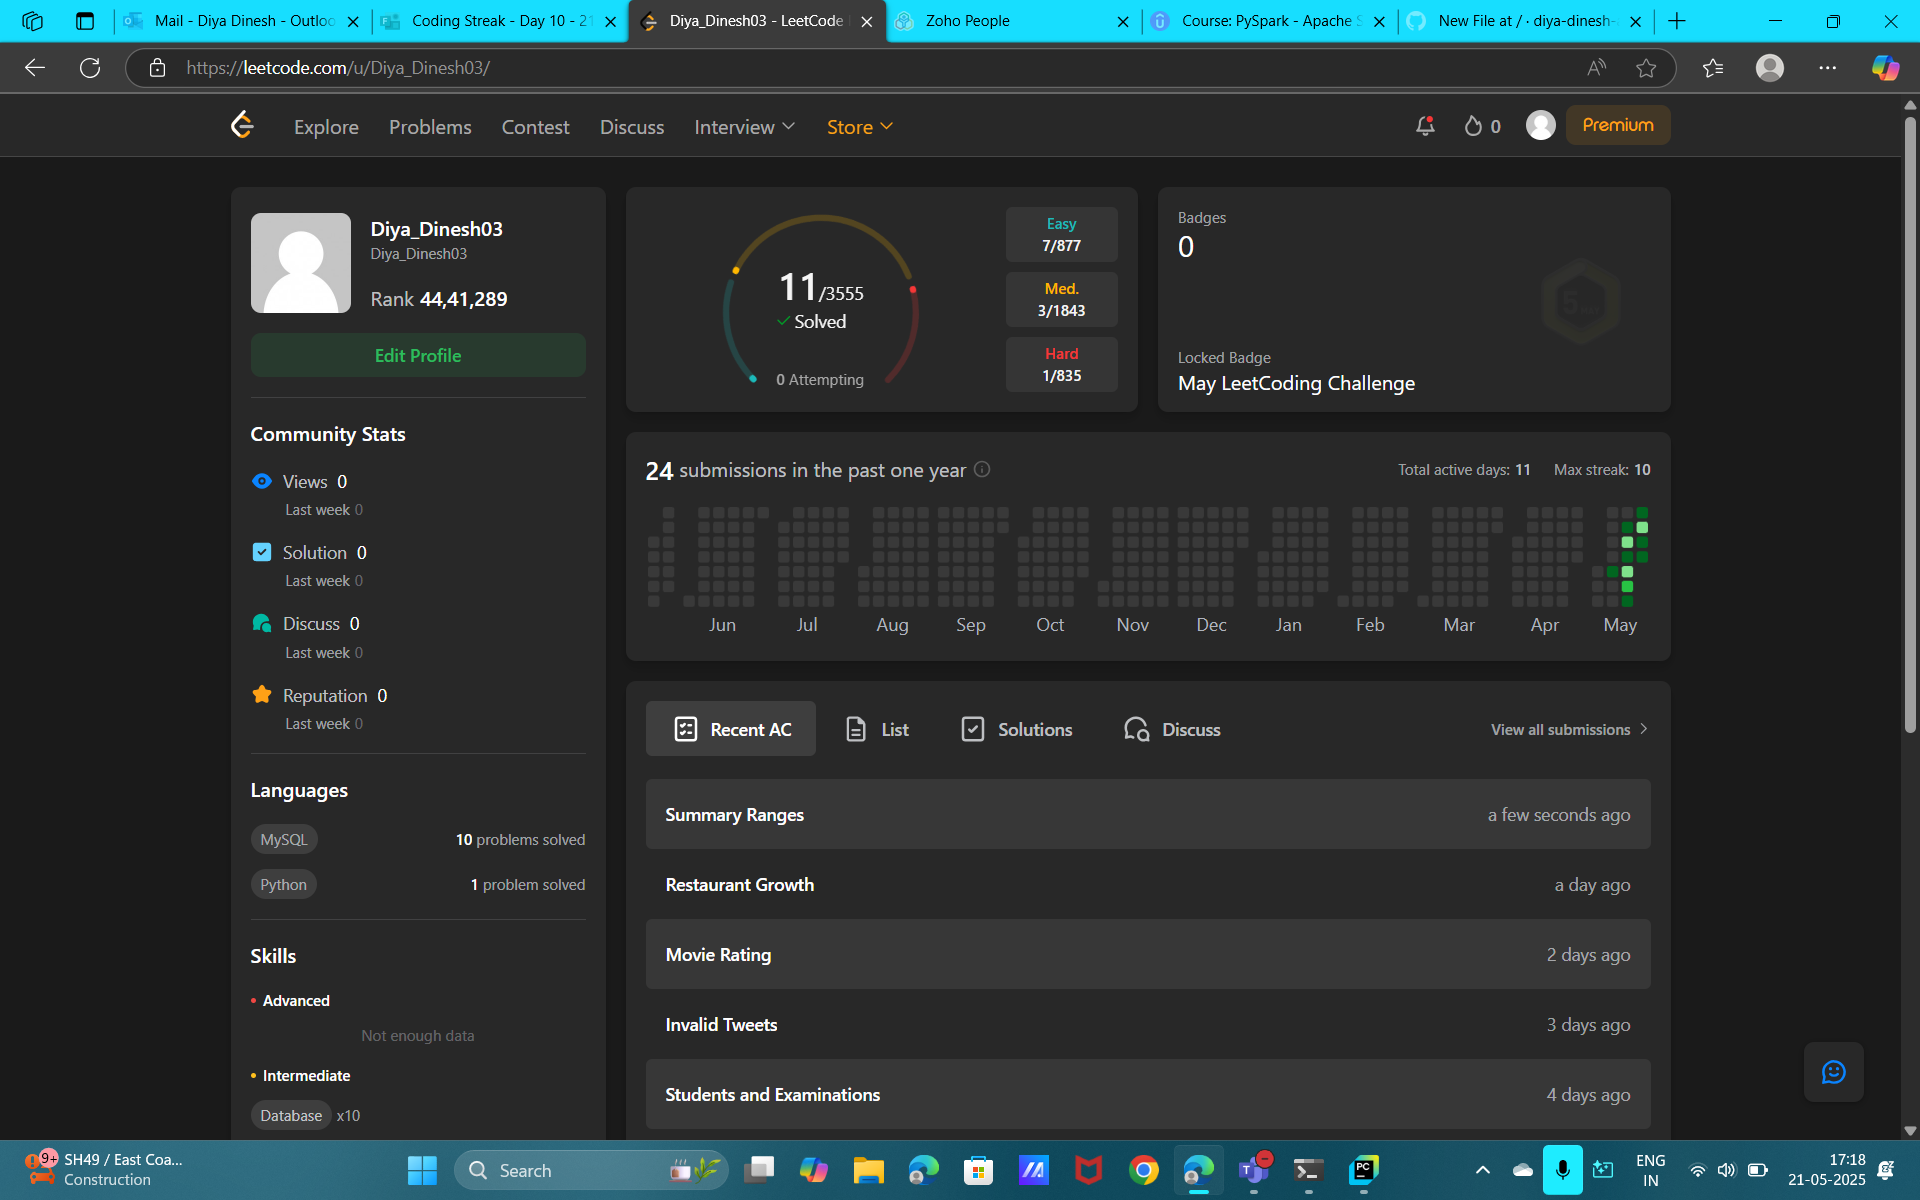 Mail - Diya Dinesh - Outloo
Coding Streak - Day 10 - 21
Diya_Dinesh03 - LeetCode
Zoho People
Course: PySpark - Apache S
New File at / · diya-dinesh-
https://leetcode.com/u/Diya_Dinesh03/
Explore
Problems
Contest
Discuss
Interview
Store
0
Premium
Diya_Dinesh03
Diya_Dinesh03
Rank 44,41,289
Edit Profile
Community Stats
Views 0
Last week 0
Solution 0
Last week 0
Discuss 0
Last week 0
Reputation 0
Last week 0
Languages
MySQL
10 problems solved
Python
1 problem solved
Skills
Advanced
Not enough data
Intermediate
Database x10
11/3555
Solved
0 Attempting
Easy
7/877
Med.
3/1843
Hard
1/835
Badges
0
Locked Badge
May LeetCoding Challenge
24 submissions in the past one year
Total active days: 11
Max streak: 10
Jun Jul Aug Sep Oct Nov Dec Jan Feb Mar Apr May
Recent AC
List
Solutions
Discuss
View all submissions
Summary Ranges
a few seconds ago
Restaurant Growth
a day ago
Movie Rating
2 days ago
Invalid Tweets
3 days ago
Students and Examinations
4 days ago
9+
SH49 / East Coa...
Construction
Search
PC
ENG
IN
17:18
21-05-2025